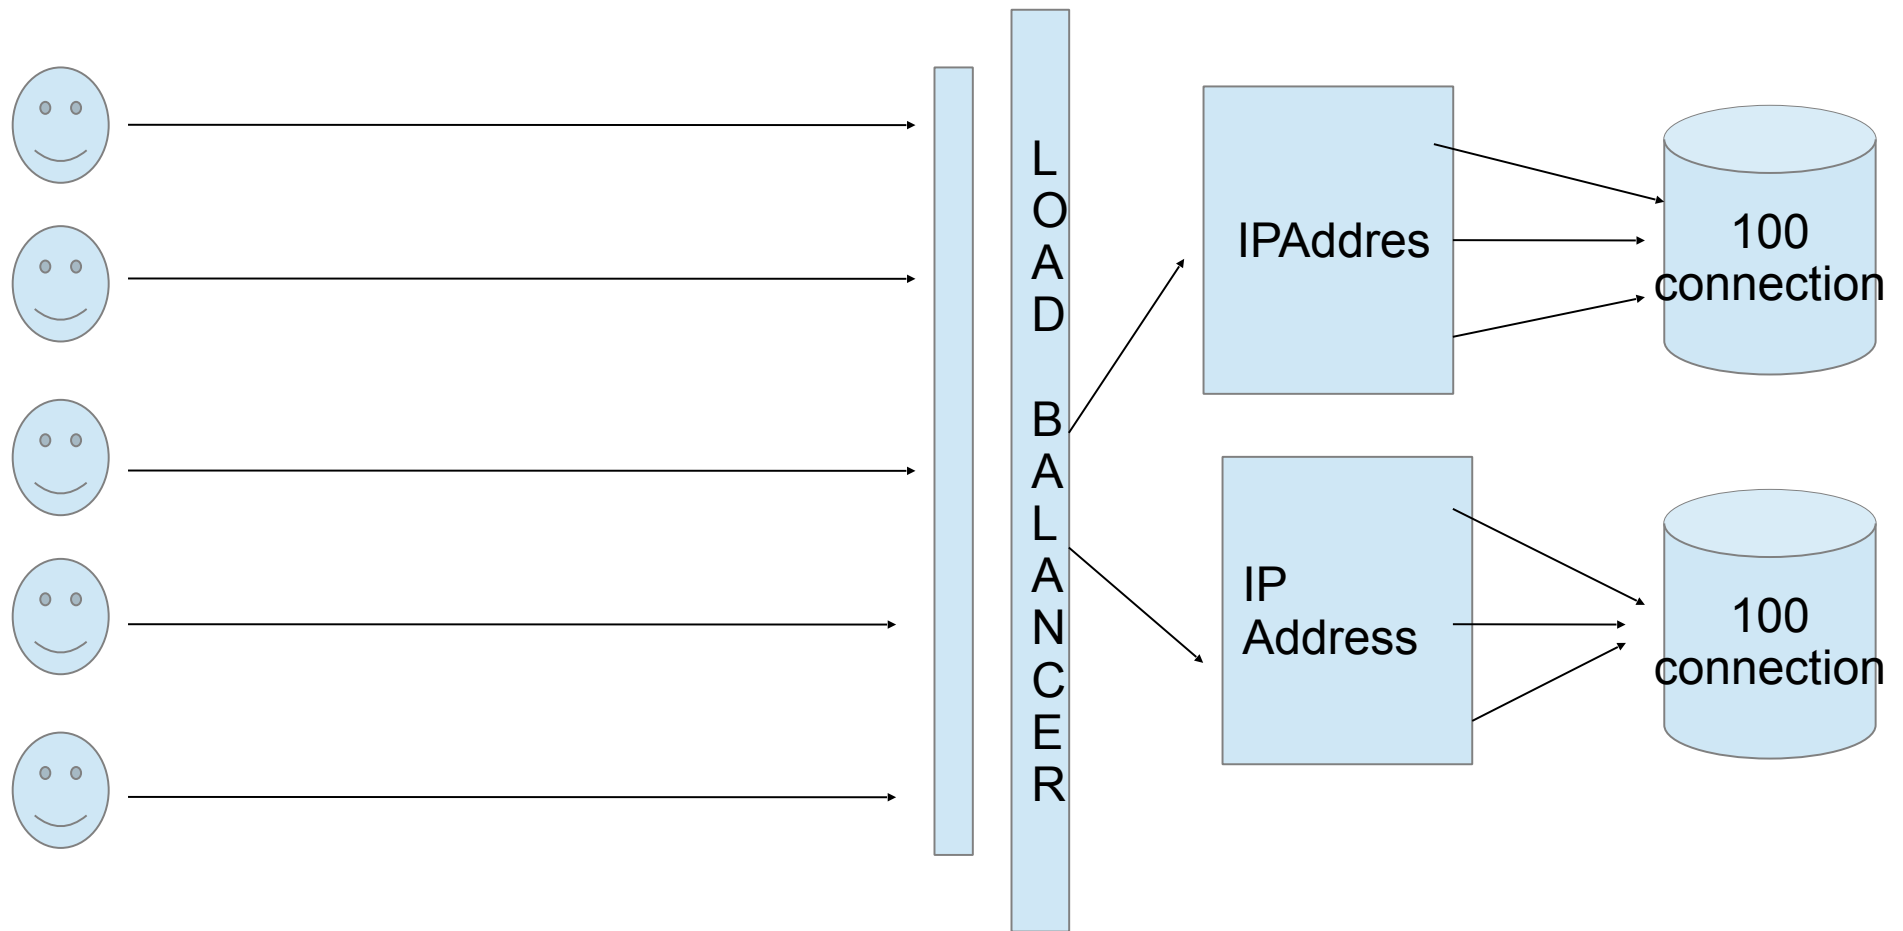 L
O
A
D
B
A
L
A
N
C
E
R
IPAddres
100
connection
IP
Address
100
connection